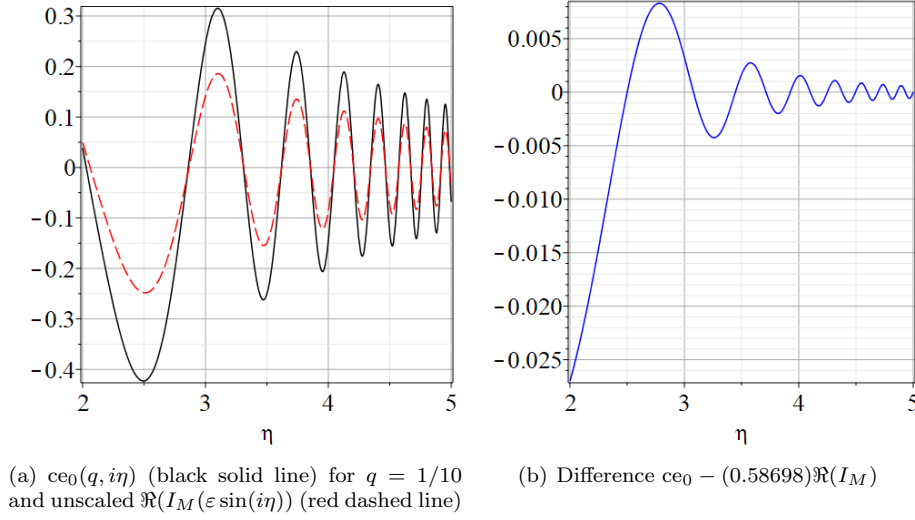 0.3
0.2
0.1
0
−0.1
−0.2
−0.3
−0.4
2 3 4 5
η
0.005
0
−0.005
−0.010
−0.015
−0.020
−0.025
2 3 4 5
η
(a) ce₀(q, iη) (black solid line) for q = 1/10
and unscaled ℜ(I_M(ε sin(iη)) (red dashed line)
(b) Difference ce₀ − (0.58698)ℜ(I_M)